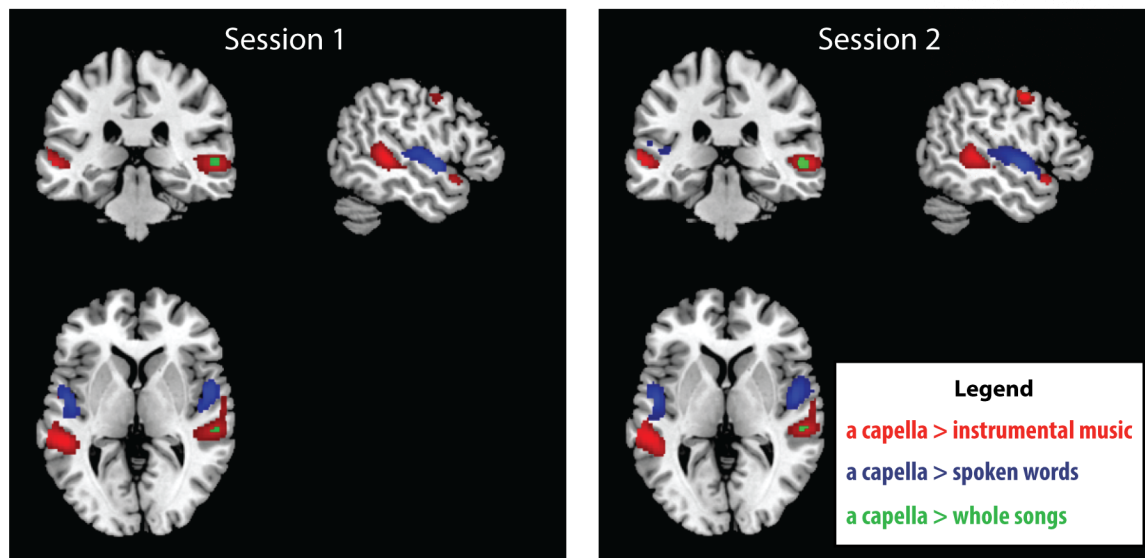 Session 1
Session 2
Legend
a capella > instrumental music
a capella > spoken words
a capella > whole songs